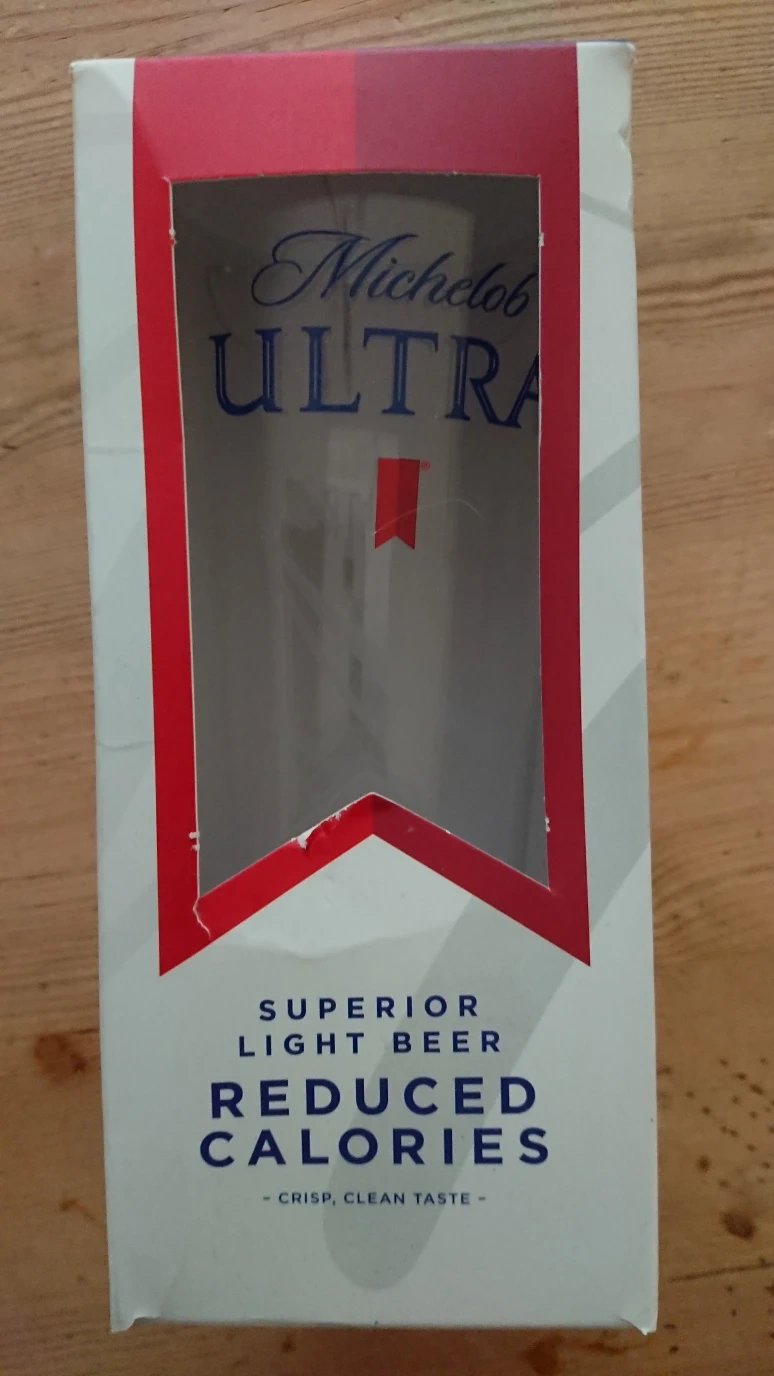 Michelob
ULTRA
®
SUPERIOR
LIGHT BEER
REDUCED
CALORIES
- CRISP, CLEAN TASTE -